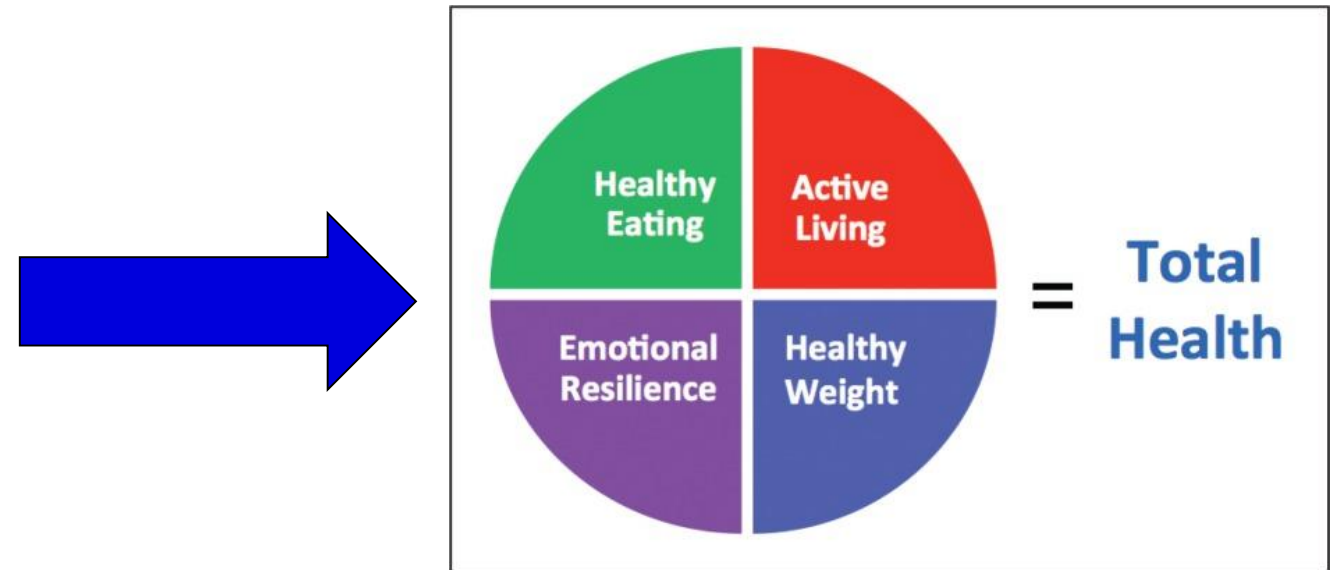 Healthy
Eating
Active
Living
Emotional
Resilience
Healthy
Weight
=
Total
Health